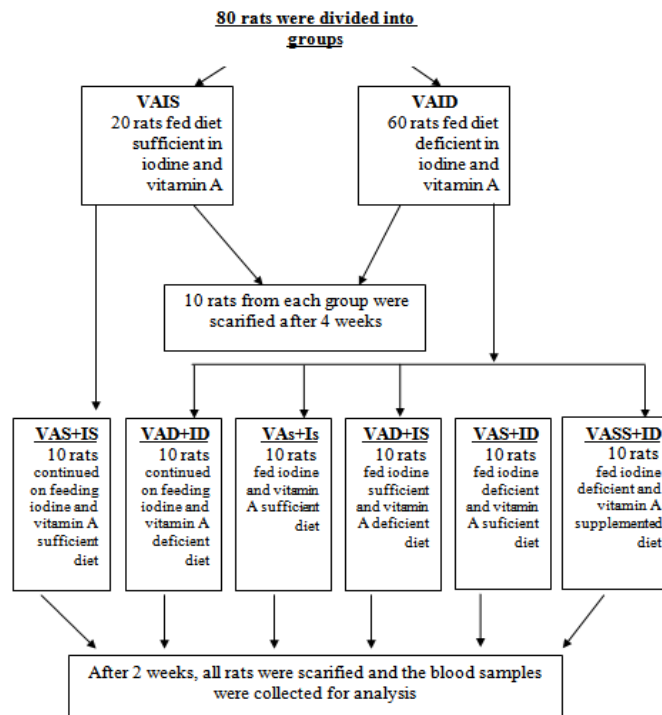 80 rats were divided into
groups
VAIS
20 rats fed diet
sufficient in
iodine and
vitamin A
VAID
60 rats fed diet
deficient in
iodine and
vitamin A
10 rats from each group were
scarified after 4 weeks
VAS+IS
10 rats
continued
on feeding
iodine and
vitamin A
sufficient
diet
VAD+ID
10 rats
continued
on feeding
iodine and
vitamin A
deficient
diet
VAs+Is
10 rats
fed iodine
and vitamin
A sufficient
diet
VAD+IS
10 rats
fed iodine
sufficient
and vitamin
A deficient
diet
VAS+ID
10 rats
fed iodine
deficient
and vitamin
A suficient
diet
VASS+ID
10 rats
fed iodine
deficient and
vitamin A
supplemented
diet
After 2 weeks, all rats were scarified and the blood samples
were collected for analysis